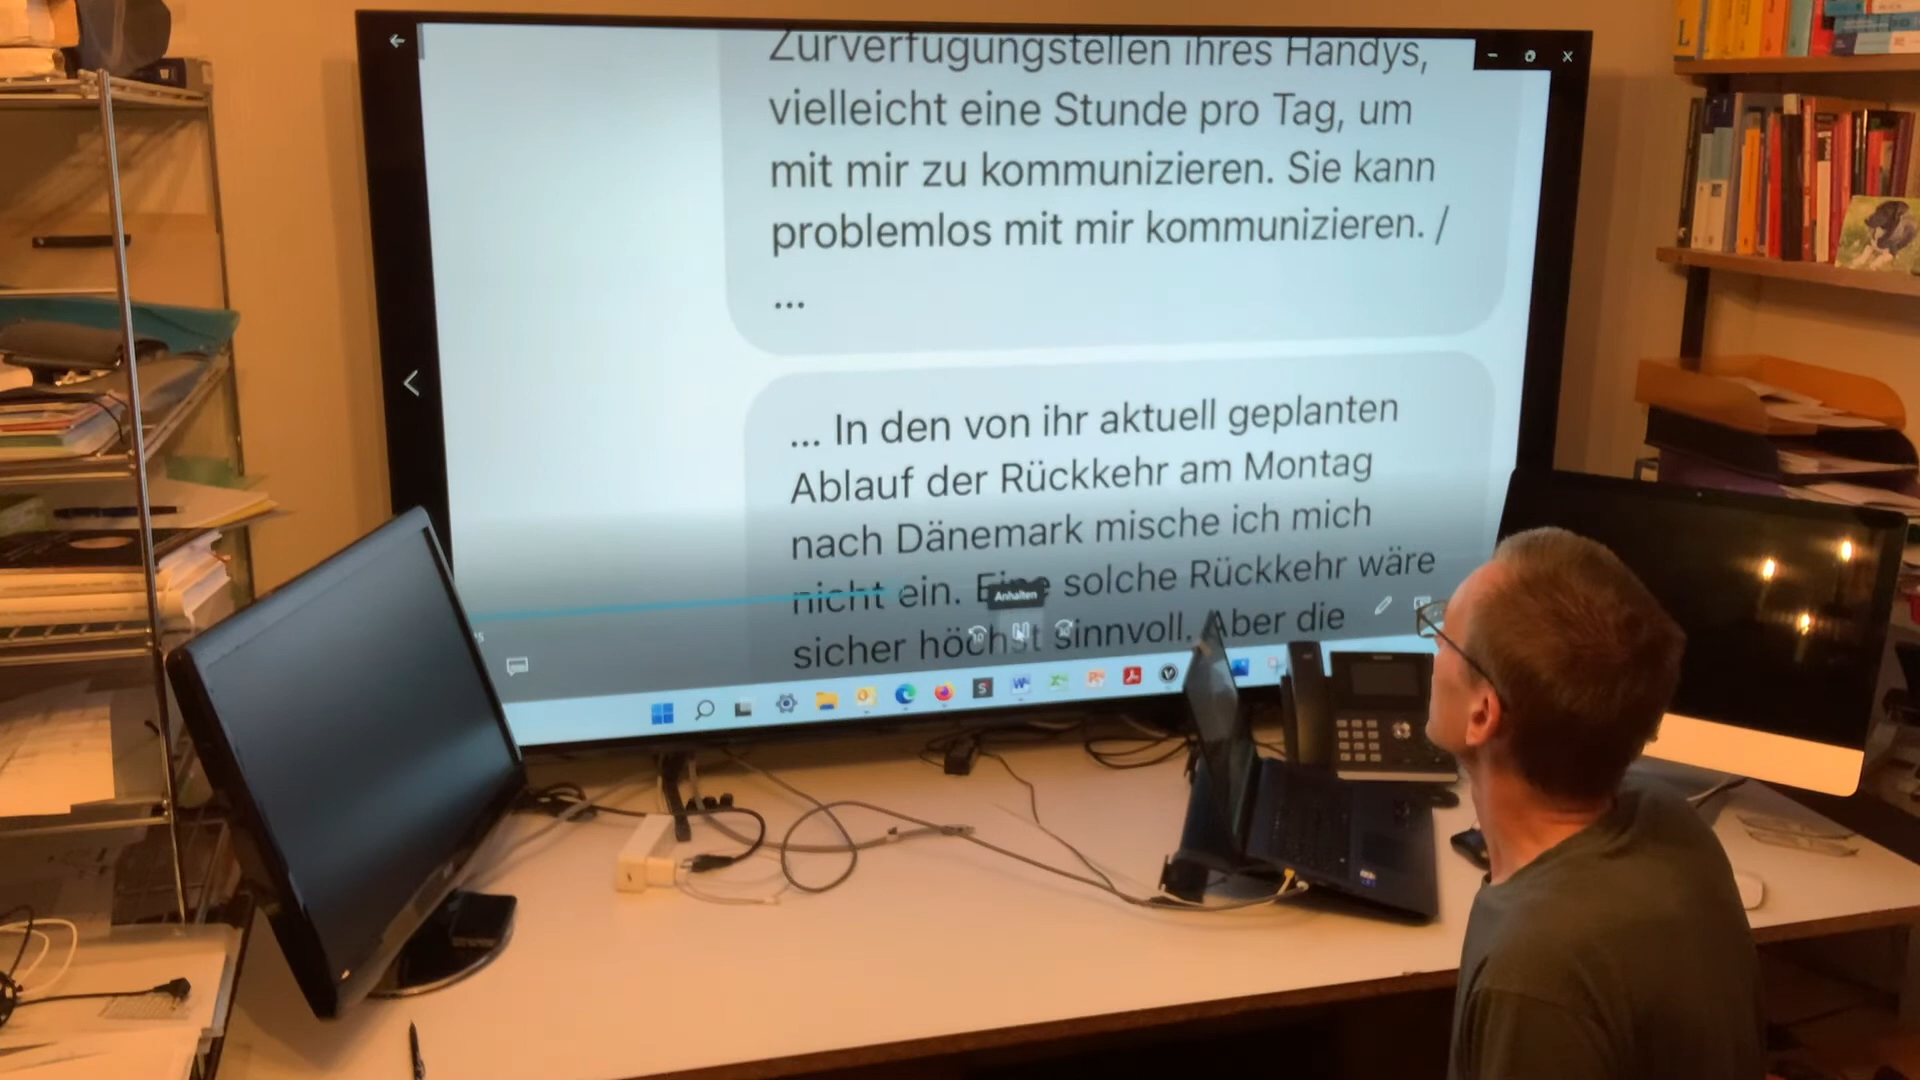 Zurverfügungstellen ihres Handys,
vielleicht eine Stunde pro Tag, um
mit mir zu kommunizieren. Sie kann
problemlos mit mir kommunizieren. /
...
... In den von ihr aktuell geplanten
Ablauf der Rückkehr am Montag
nach Dänemark mische ich mich
nicht ein. Eine solche Rückkehr wäre
Anhalten
sicher höchst sinnvoll. Aber die